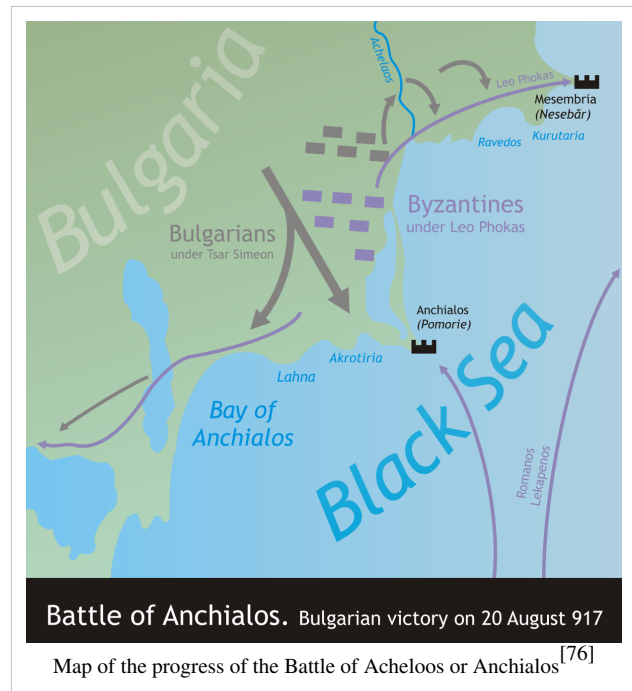 Bulgaria
Achelaos
Leo Phokas
Mesembria
(Nesebăr)
Ravedos
Kurutaria
Byzantines
under Leo Phokas
Bulgarians
under Tsar Simeon
Anchialos
(Pomorie)
Akrotiria
Lahna
Bay of
Anchialos
Black Sea
Romanos
Lekapenos
Battle of Anchialos. Bulgarian victory on 20 August 917
Map of the progress of the Battle of Acheloos or Anchialos[76]